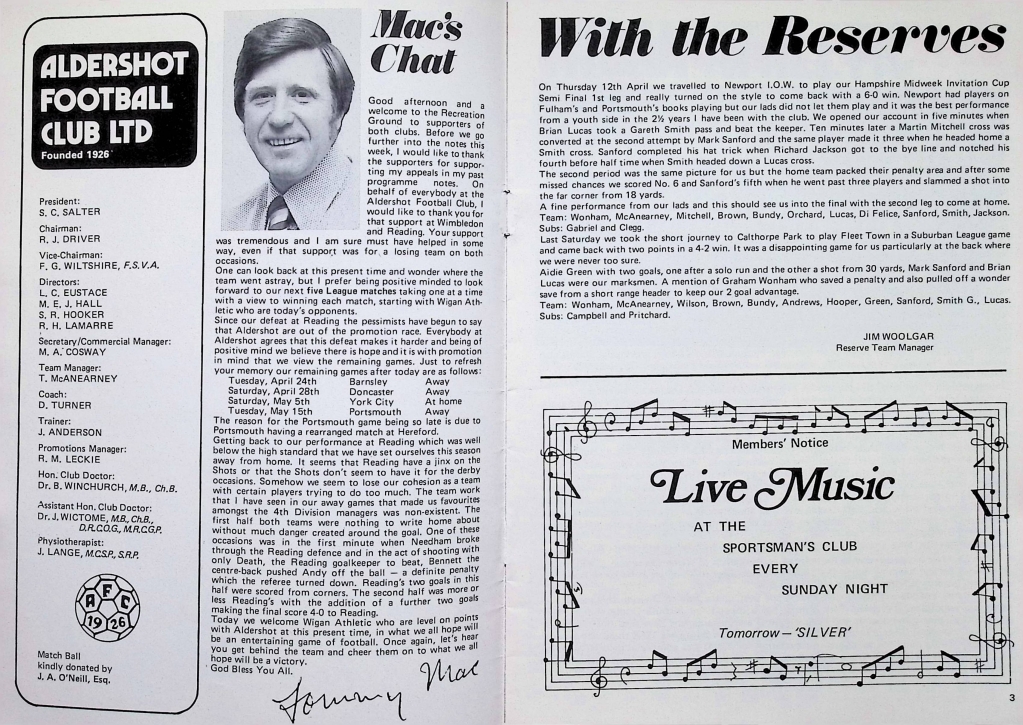 ALDERSHOT
FOOTBALL
CLUB LTD
Founded 1926
President:
S. C. SALTER
Chairman:
R. J. DRIVER
Vice-Chairman:
F. G. WILTSHIRE, F.S.V.A.
Directors:
L. C. EUSTACE
M. E. J. HALL
S. R. HOOKER
R. H. LAMARRE
Secretary/Commercial Manager:
M. A. COSWAY
Team Manager:
T. McANEARNEY
Coach:
D. TURNER
Trainer:
J. ANDERSON
Promotions Manager:
R. M. LECKIE
Hon. Club Doctor:
Dr. B. WINCHURCH, M.B., Ch.B.
Assistant Hon. Club Doctor:
Dr. J. WICTOME, M.B., Ch.B.,
D.R.C.O.G., M.R.C.G.P.
Physiotherapist:
J. LANGE, M.C.S.P., S.R.P.
A F C
19 26
Match Ball
kindly donated by
J. A. O'Neill, Esq.
Mac's
Chat
Good afternoon and a
welcome to the Recreation
Ground to supporters of
both clubs. Before we go
further into the notes this
week, I would like to thank
the supporters for suppor-
ting my appeals in my past
programme notes. On
behalf of everybody at the
Aldershot Football Club, I
would like to thank you for
that support at Wimbledon
and Reading. Your support
was tremendous and I am sure must have helped in some
way, even if that support was for a losing team on both
occasions.
One can look back at this present time and wonder where the
team went astray, but I prefer being positive minded to look
forward to our next five League matches taking one at a time
with a view to winning each match, starting with Wigan Ath-
letic who are today's opponents.
Since our defeat at Reading the pessimists have begun to say
that Aldershot are out of the promotion race. Everybody at
Aldershot agrees that this defeat makes it harder and being of
positive mind we believe there is hope and it is with promotion
in mind that we view the remaining games. Just to refresh
your memory our remaining games after today are as follows:
Tuesday, April 24th Barnsley Away
Saturday, April 28th Doncaster Away
Saturday, May 5th York City At home
Tuesday, May 15th Portsmouth Away
The reason for the Portsmouth game being so late is due to
Portsmouth having a rearranged match at Hereford.
Getting back to our performance at Reading which was well
below the high standard that we have set ourselves this season
away from home. It seems that Reading have a jinx on the
Shots or that the Shots don't seem to have it for the derby
occasions. Somehow we seem to lose our cohesion as a team
with certain players trying to do too much. The team work
that I have seen in our away games that made us favourites
amongst the 4th Division managers was non-existent. The
first half both teams were nothing to write home about
without much danger created around the goal. One of these
occasions was in the first minute when Needham broke
through the Reading defence and in the act of shooting with
only Death, the Reading goalkeeper to beat, Bennett the
centre-back pushed Andy off the ball — a definite penalty
which the referee turned down. Reading's two goals in this
half were scored from corners. The second half was more or
less Reading's with the addition of a further two goals
making the final score 4-0 to Reading.
Today we welcome Wigan Athletic who are level on points
with Aldershot at this present time, in what we all hope will
be an entertaining game of football. Once again, let's hear
you get behind the team and cheer them on to what we all
hope will be a victory.
God Bless You All.
Tommy Mac
With the Reserves
On Thursday 12th April we travelled to Newport I.O.W. to play our Hampshire Midweek Invitation Cup
Semi Final 1st leg and really turned on the style to come back with a 6-0 win. Newport had players on
Fulham's and Portsmouth's books playing but our lads did not let them play and it was the best performance
from a youth side in the 2½ years I have been with the club. We opened our account in five minutes when
Brian Lucas took a Gareth Smith pass and beat the keeper. Ten minutes later a Martin Mitchell cross was
converted at the second attempt by Mark Sanford and the same player made it three when he headed home a
Smith cross. Sanford completed his hat trick when Richard Jackson got to the bye line and notched his
fourth before half time when Smith headed down a Lucas cross.
The second period was the same picture for us but the home team packed their penalty area and after some
missed chances we scored No. 6 and Sanford's fifth when he went past three players and slammed a shot into
the far corner from 18 yards.
A fine performance from our lads and this should see us into the final with the second leg to come at home.
Team: Wonham, McAnearney, Mitchell, Brown, Bundy, Orchard, Lucas, Di Felice, Sanford, Smith, Jackson.
Subs: Gabriel and Clegg.
Last Saturday we took the short journey to Calthorpe Park to play Fleet Town in a Suburban League game
and came back with two points in a 4-2 win. It was a disappointing game for us particularly at the back where
we were never too sure.
Aidie Green with two goals, one after a solo run and the other a shot from 30 yards, Mark Sanford and Brian
Lucas were our marksmen. A mention of Graham Wonham who saved a penalty and also pulled off a wonder
save from a short range header to keep our 2 goal advantage.
Team: Wonham, McAnearney, Wilson, Brown, Bundy, Andrews, Hooper, Green, Sanford, Smith G., Lucas.
Subs: Campbell and Pritchard.
JIM WOOLGAR
Reserve Team Manager
Members' Notice
Live Music
AT THE
SPORTSMAN'S CLUB
EVERY
SUNDAY NIGHT
Tomorrow — 'SILVER'
3